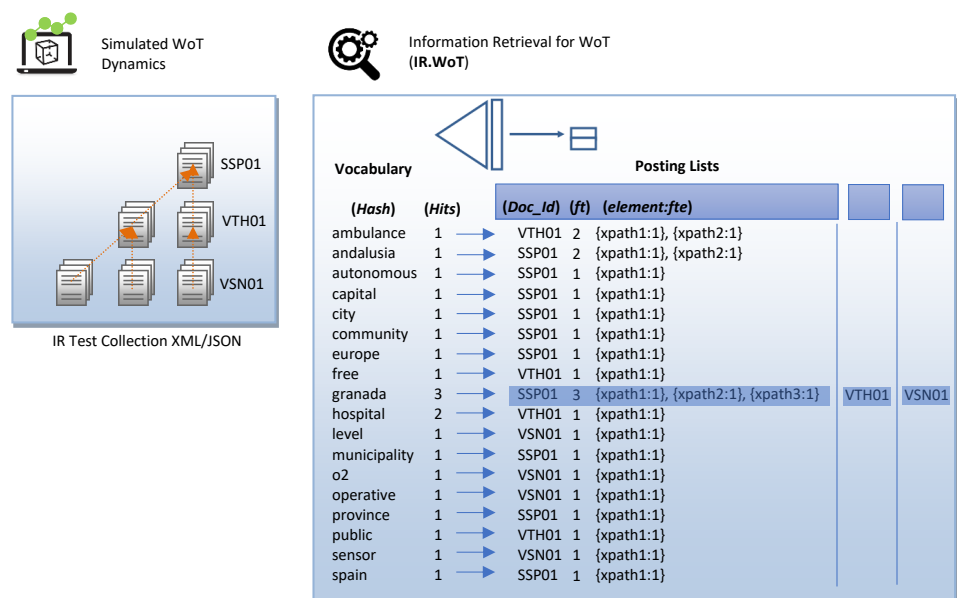 Simulated WoT
Dynamics
Information Retrieval for WoT
(IR.WoT)
SSP01
VTH01
VSN01
IR Test Collection XML/JSON
Vocabulary
Posting Lists
(Hash) (Hits) (Doc_Id) (ft) (element:fte)
ambulance 1 VTH01 2 {xpath1:1}, {xpath2:1}
andalusia 1 SSP01 2 {xpath1:1}, {xpath2:1}
autonomous 1 SSP01 1 {xpath1:1}
capital 1 SSP01 1 {xpath1:1}
city 1 SSP01 1 {xpath1:1}
community 1 SSP01 1 {xpath1:1}
europe 1 SSP01 1 {xpath1:1}
free 1 VTH01 1 {xpath1:1}
granada 3 SSP01 3 {xpath1:1}, {xpath2:1}, {xpath3:1} VTH01 VSN01
hospital 2 VTH01 1 {xpath1:1}
level 1 VSN01 1 {xpath1:1}
municipality 1 SSP01 1 {xpath1:1}
o2 1 VSN01 1 {xpath1:1}
operative 1 VSN01 1 {xpath1:1}
province 1 SSP01 1 {xpath1:1}
public 1 VTH01 1 {xpath1:1}
sensor 1 VSN01 1 {xpath1:1}
spain 1 SSP01 1 {xpath1:1}